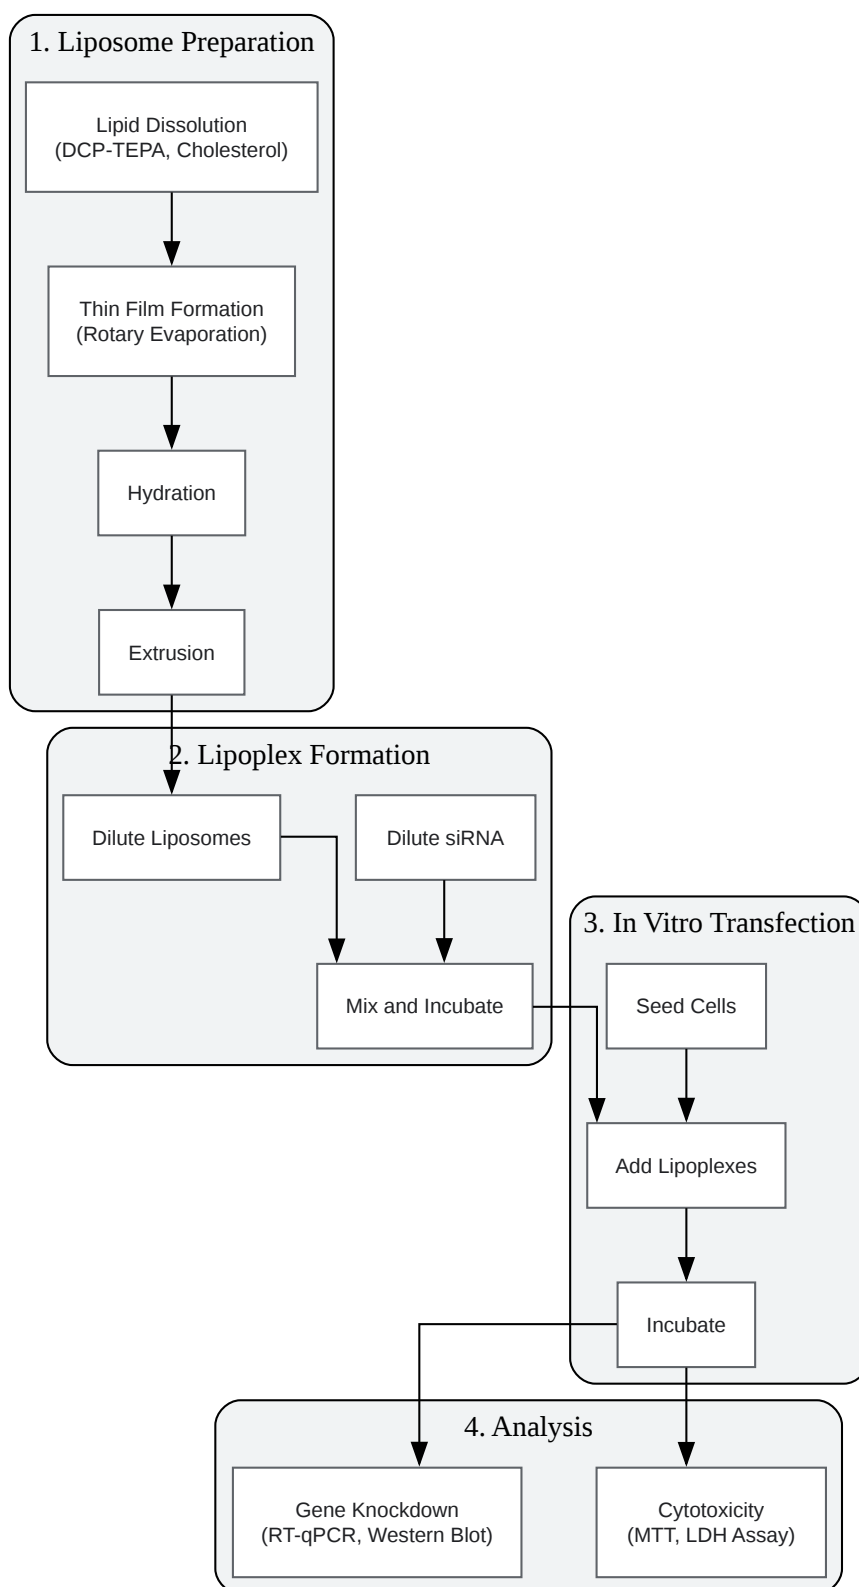 1. Liposome Preparation
Lipid Dissolution
(DCP-TEPA, Cholesterol)
Thin Film Formation
(Rotary Evaporation)
Hydration
Extrusion
2. Lipoplex Formation
Dilute Liposomes
Dilute siRNA
Mix and Incubate
3. In Vitro Transfection
Seed Cells
Add Lipoplexes
Incubate
4. Analysis
Gene Knockdown
(RT-qPCR, Western Blot)
Cytotoxicity
(MTT, LDH Assay)